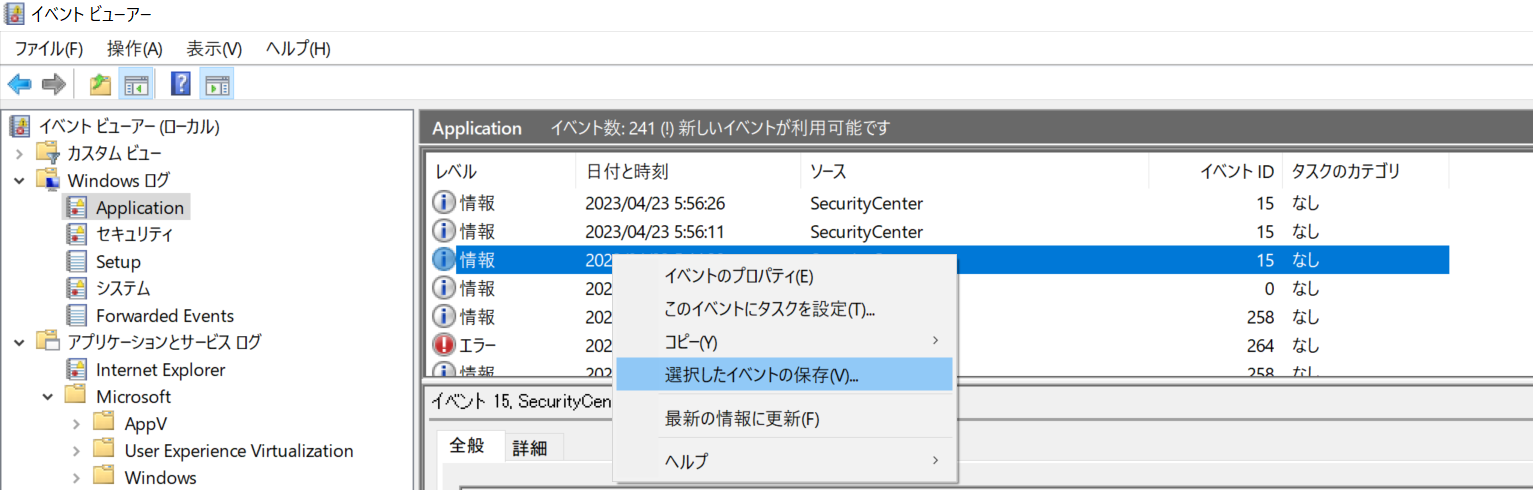 イベント ビューアー
ファイル(F) 操作(A) 表示(V) ヘルプ(H)
イベント ビューアー (ローカル)
カスタム ビュー
Windows ログ
Application
セキュリティ
Setup
システム
Forwarded Events
アプリケーションとサービス ログ
Internet Explorer
Microsoft
AppV
User Experience Virtualization
Windows
Application イベント数: 241 (!) 新しいイベントが利用可能です
レベル 日付と時刻 ソース イベント ID タスクのカテゴリ
情報 2023/04/23 5:56:26 SecurityCenter 15 なし
情報 2023/04/23 5:56:11 SecurityCenter 15 なし
情報 202 15 なし
情報 202 0 なし
情報 202 258 なし
エラー 202 264 なし
情報 202 258 なし
イベントのプロパティ(E)
このイベントにタスクを設定(T)...
コピー(Y)
選択したイベントの保存(V)...
最新の情報に更新(F)
ヘルプ
イベント 15, SecurityCen
全般 詳細